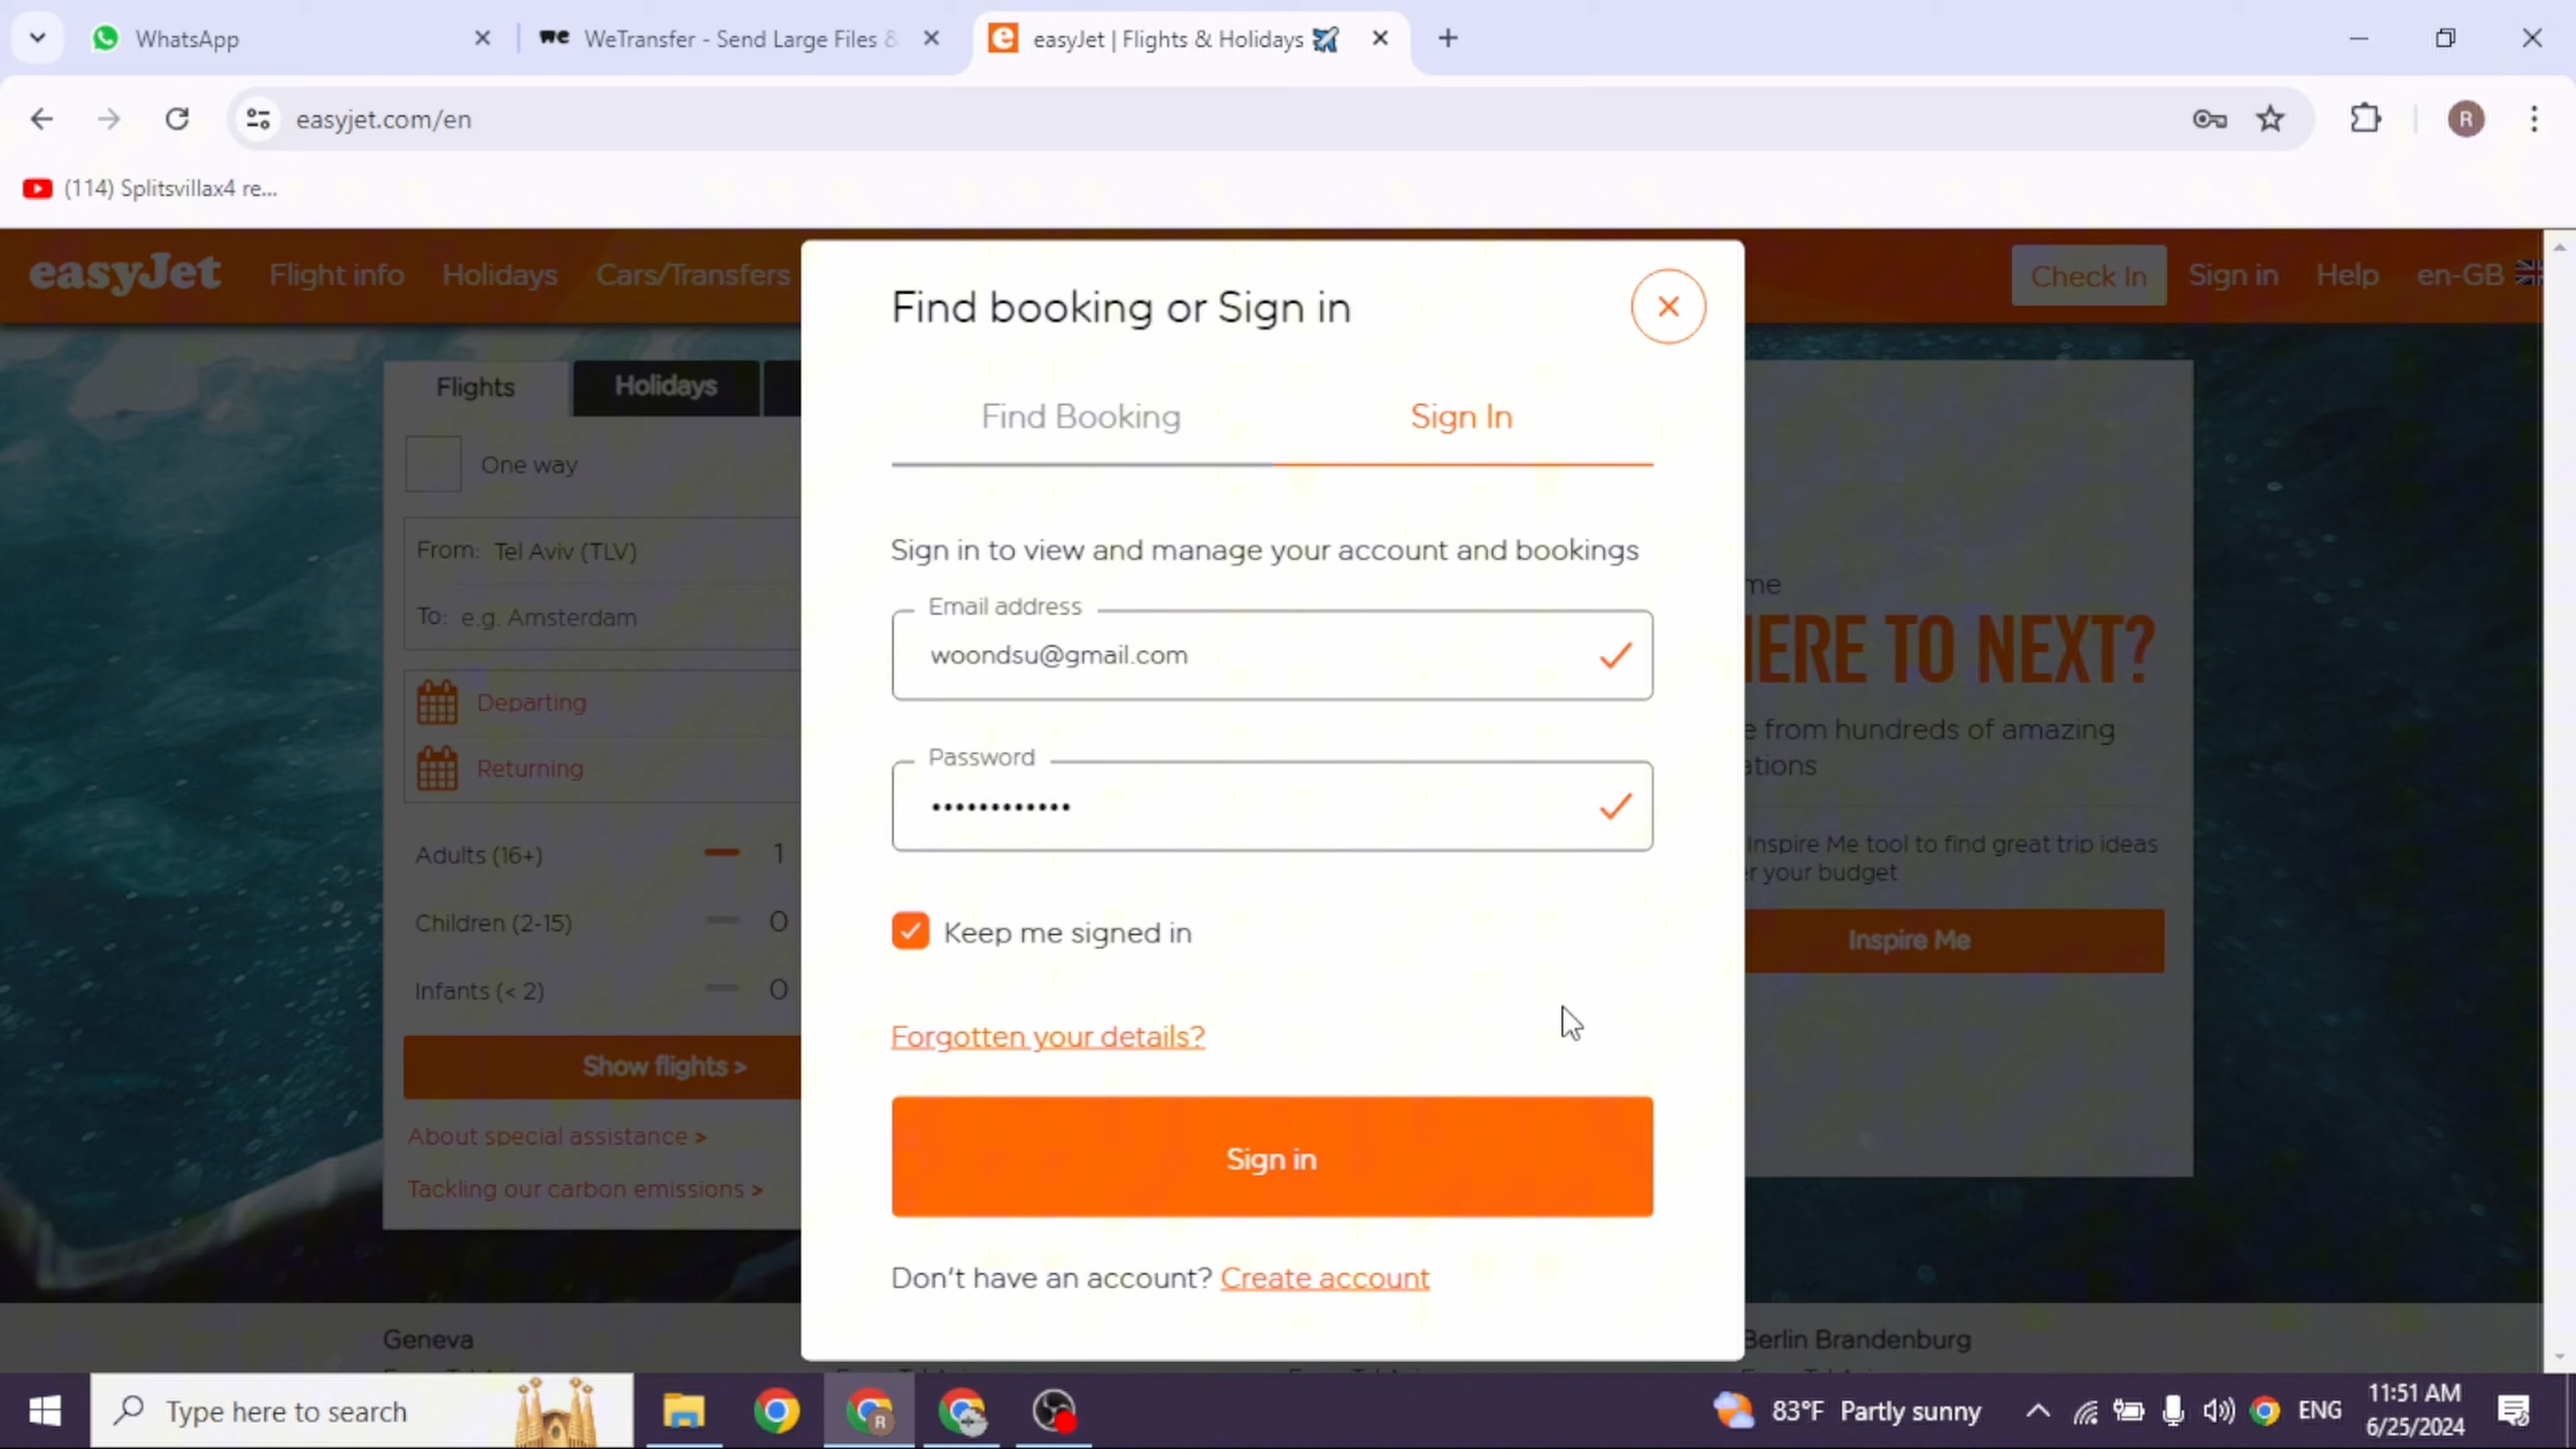 WhatsApp
WeTransfer - Send Large Files &
easyJet | Flights & Holidays
easyjet.com/en
R
(114) Splitsvillax4 re...
easyJet
Flight info
Holidays
Cars/Transfers
Check In
Sign in
Help
en-GB
Flights
Holidays
One way
From: Tel Aviv (TLV)
To: e.g. Amsterdam
Departing
Returning
Adults (16+) 1
Children (2-15) 0
Infants (< 2) 0
Show flights >
About special assistance >
Tackling our carbon emissions >
Find booking or Sign in
Find Booking
Sign In
Sign in to view and manage your account and bookings
Email address
woondsu@gmail.com
Password
••••••••••••
Keep me signed in
Forgotten your details?
Sign in
Don't have an account? Create account
me
ERE TO NEXT?
e from hundreds of amazing
ations
Inspire Me tool to find great trip ideas
r your budget
Inspire Me
Geneva
Berlin Brandenburg
Type here to search
R
83°F Partly sunny
ENG
11:51 AM
6/25/2024